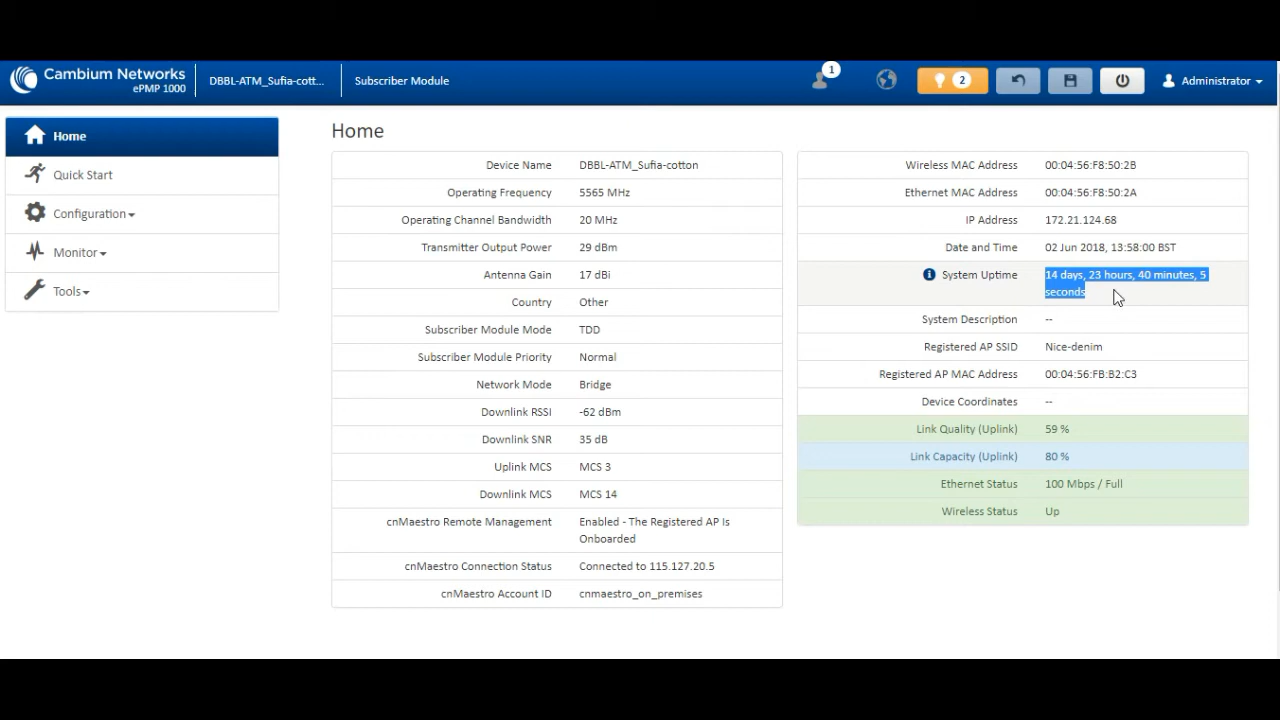 Cambium Networks
ePMP 1000
DBBL-ATM_Sufia-cott...
Subscriber Module
1
2
Administrator
Home
Quick Start
Configuration
Monitor
Tools
Home
Device Name DBBL-ATM_Sufia-cotton
Operating Frequency 5565 MHz
Operating Channel Bandwidth 20 MHz
Transmitter Output Power 29 dBm
Antenna Gain 17 dBi
Country Other
Subscriber Module Mode TDD
Subscriber Module Priority Normal
Network Mode Bridge
Downlink RSSI -62 dBm
Downlink SNR 35 dB
Uplink MCS MCS 3
Downlink MCS MCS 14
cnMaestro Remote Management Enabled - The Registered AP Is
Onboarded
cnMaestro Connection Status Connected to 115.127.20.5
cnMaestro Account ID cnmaestro_on_premises
Wireless MAC Address 00:04:56:F8:50:2B
Ethernet MAC Address 00:04:56:F8:50:2A
IP Address 172.21.124.68
Date and Time 02 Jun 2018, 13:58:00 BST
System Uptime 14 days, 23 hours, 40 minutes, 5
seconds
System Description --
Registered AP SSID Nice-denim
Registered AP MAC Address 00:04:56:FB:B2:C3
Device Coordinates --
Link Quality (Uplink) 59 %
Link Capacity (Uplink) 80 %
Ethernet Status 100 Mbps / Full
Wireless Status Up